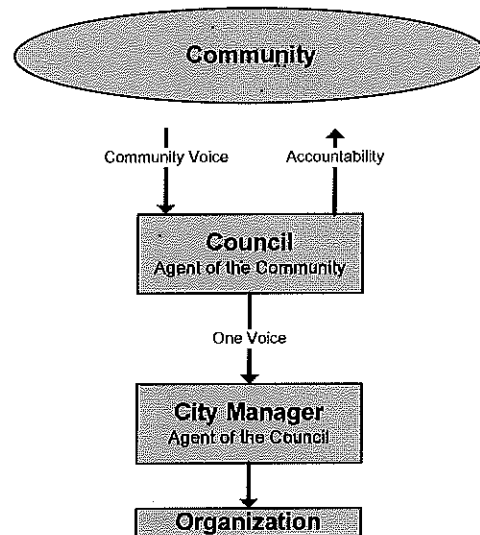 Community
Community Voice Accountability
Council
Agent of the Community
One Voice
City Manager
Agent of the Council
Organization